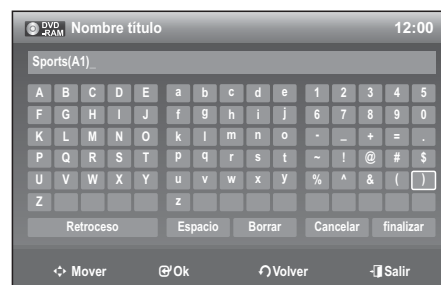 DVD-RAM Nombre título 12:00
Sports(A1)_
A B C D E a b c d e 1 2 3 4 5
F G H I J f g h i j 6 7 8 9 0
K L M N O k l m n o - _ + = .
P Q R S T p q r s t ~ ! @ # $
U V W X Y u v w x y % ^ & ( )
Z z
Retroceso Espacio Borrar Cancelar finalizar
Mover Ok Volver Salir